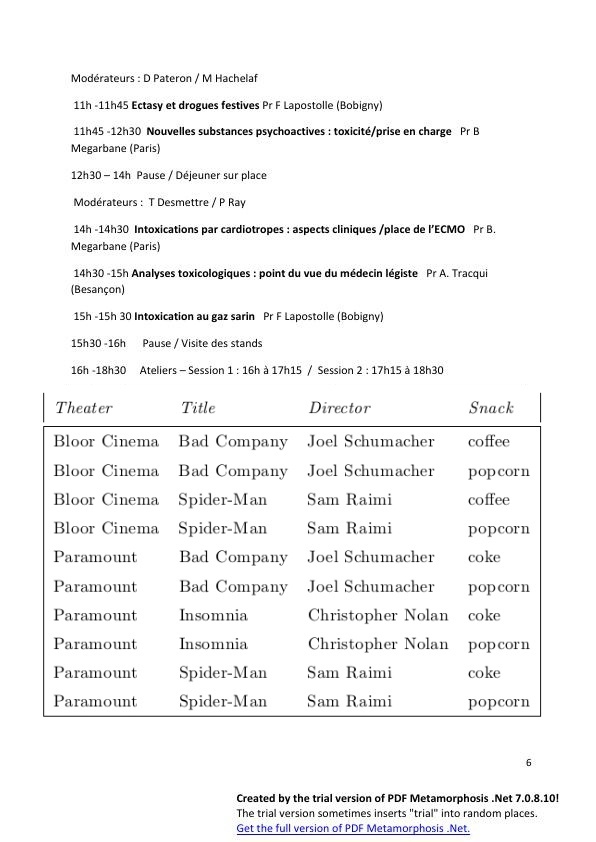 Modérateurs : D Pateron / M Hachelaf
11h -11h45 Ectasy et drogues festives Pr F Lapostolle (Bobigny)
11h45 -12h30  Nouvelles substances psychoactives : toxicité/prise en charge   Pr B
Megarbane (Paris)
12h30 – 14h  Pause / Déjeuner sur place
Modérateurs :  T Desmettre / P Ray
14h -14h30  Intoxications par cardiotropes : aspects cliniques /place de l’ECMO   Pr B.
Megarbane (Paris)
14h30 -15h Analyses toxicologiques : point du vue du médecin légiste   Pr A. Tracqui
(Besançon)
15h -15h 30 Intoxication au gaz sarin   Pr F Lapostolle (Bobigny)
15h30 -16h      Pause / Visite des stands
16h -18h30     Ateliers – Session 1 : 16h à 17h15  /  Session 2 : 17h15 à 18h30
Theater Title Director Snack
Bloor Cinema Bad Company Joel Schumacher coffee
Bloor Cinema Bad Company Joel Schumacher popcorn
Bloor Cinema Spider-Man Sam Raimi coffee
Bloor Cinema Spider-Man Sam Raimi popcorn
Paramount Bad Company Joel Schumacher coke
Paramount Bad Company Joel Schumacher popcorn
Paramount Insomnia Christopher Nolan coke
Paramount Insomnia Christopher Nolan popcorn
Paramount Spider-Man Sam Raimi coke
Paramount Spider-Man Sam Raimi popcorn
6
Created by the trial version of PDF Metamorphosis .Net 7.0.8.10!
The trial version sometimes inserts "trial" into random places.
Get the full version of PDF Metamorphosis .Net.